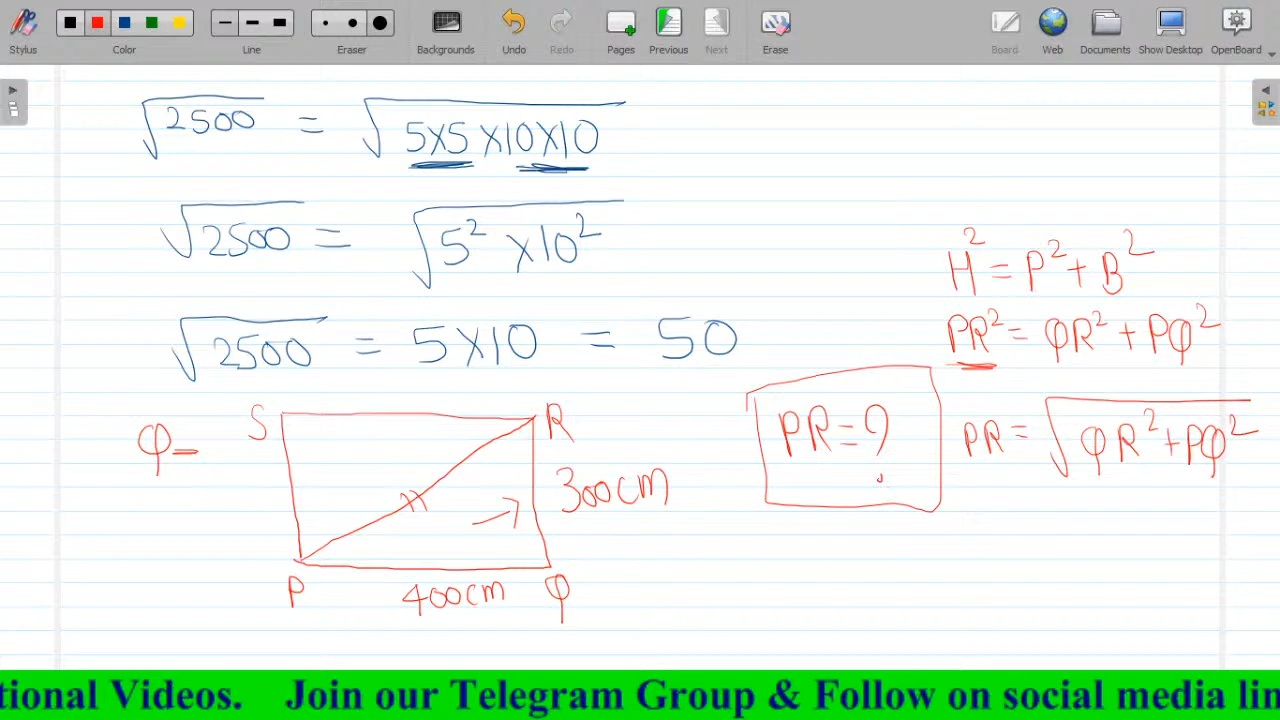 Stylus Color Line Eraser Backgrounds Undo Redo Pages Previous Next Erase Board Web Documents Show Desktop OpenBoard
√2500 = √5×5×10×10
√2500 = √5² ×10²
√2500 = 5×10 = 50
H² = P² + B²
PR² = QR² + PQ²
PR = √QR² + PQ²
PR = ?
Q =
S R
300cm
P 400cm Q
tional Videos. Join our Telegram Group & Follow on social media lin